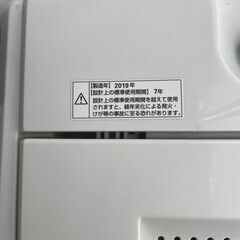 【製造年】2019年
【設計上の標準使用期間】7年
設計上の標準使用期間を超えて使用
されますと、経年劣化による発火・
けが等の事故に至る恐れがあります。